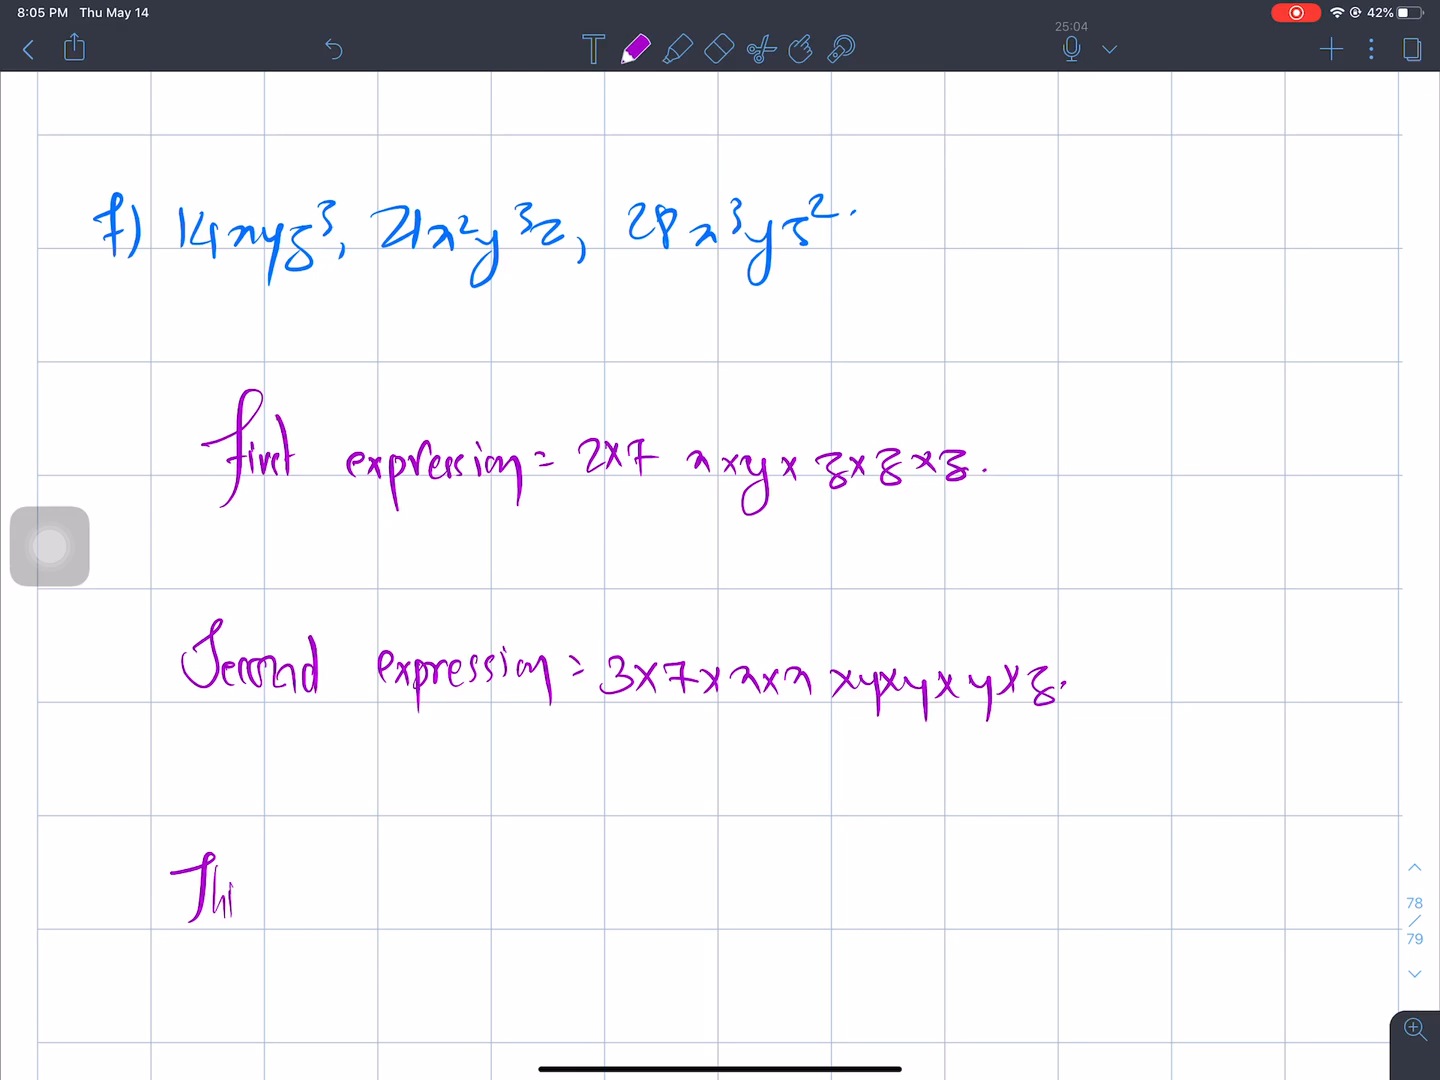 8:05 PM Thu May 14
42%
25:04
T
f) 14xyz³, 21x²y³z, 28x³yz².
First expression = 2×7 x×y×z×z×z.
Second expression = 3×7×x×x×y×y×y×z.
Thi
78
/
79